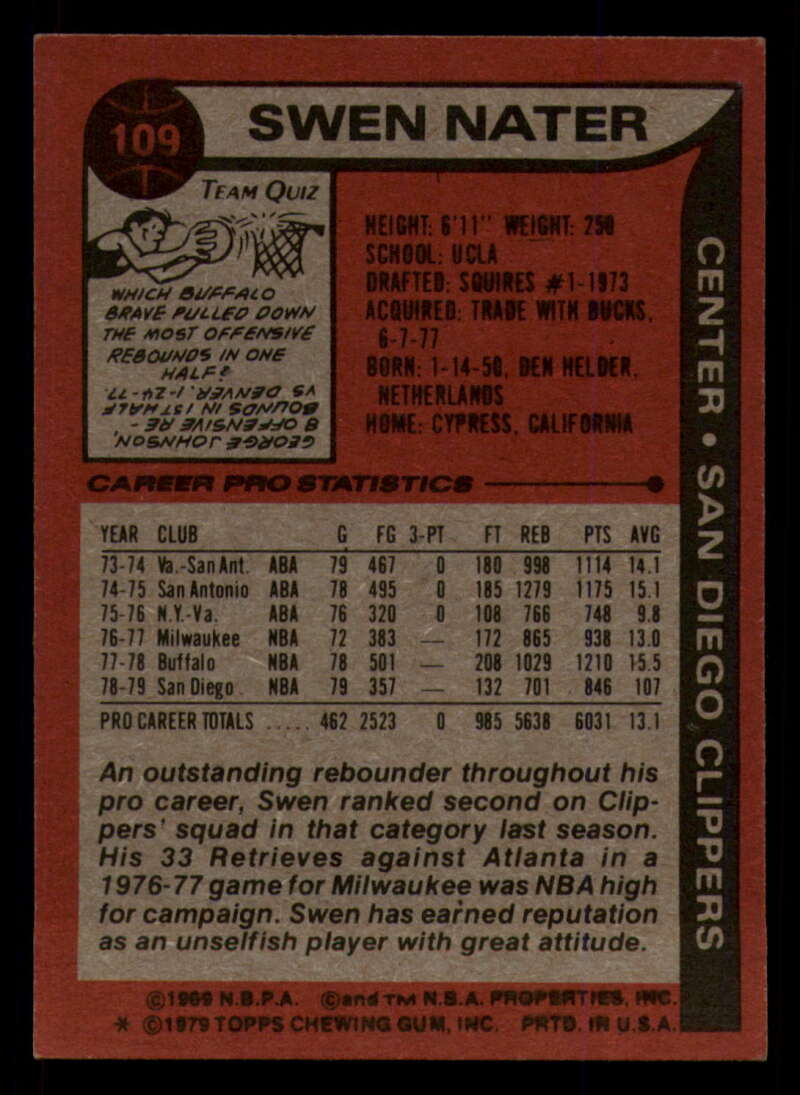 109
SWEN NATER
TEAM QUIZ
WHICH BUFFALO
BRAVE PULLED DOWN
THE MOST OFFENSIVE
REBOUNDS IN ONE
HALF?
GEORGE JOHNSON,
8 OFFENSIVE RE-
BOUNDS IN 1ST HALF
VS DENVER, 1-24-77.
HEIGHT: 6'11" WEIGHT: 250
SCHOOL: UCLA
DRAFTED: SQUIRES #1-1973
ACQUIRED: TRADE WITH BUCKS,
6-7-77
BORN: 1-14-50, DEN HELDER,
NETHERLANDS
HOME: CYPRESS, CALIFORNIA
CENTER • SAN DIEGO CLIPPERS
CAREER PRO STATISTICS
YEAR CLUB G FG 3-PT FT REB PTS AVG
73-74 Va.-San Ant. ABA 79 467 0 180 998 1114 14.1
74-75 San Antonio ABA 78 495 0 185 1279 1175 15.1
75-76 N.Y.-Va. ABA 76 320 0 108 766 748 9.8
76-77 Milwaukee NBA 72 383 — 172 865 938 13.0
77-78 Buffalo NBA 78 501 — 208 1029 1210 15.5
78-79 San Diego NBA 79 357 — 132 701 846 107
PRO CAREER TOTALS ..... 462 2523 0 985 5638 6031 13.1
An outstanding rebounder throughout his
pro career, Swen ranked second on Clip-
pers' squad in that category last season.
His 33 Retrieves against Atlanta in a
1976-77 game for Milwaukee was NBA high
for campaign. Swen has earned reputation
as an unselfish player with great attitude.
©1969 N.B.P.A. ©and TM N.B.A. PROPERTIES, INC.
* ©1979 TOPPS CHEWING GUM, INC. PRTD. IN U.S.A.